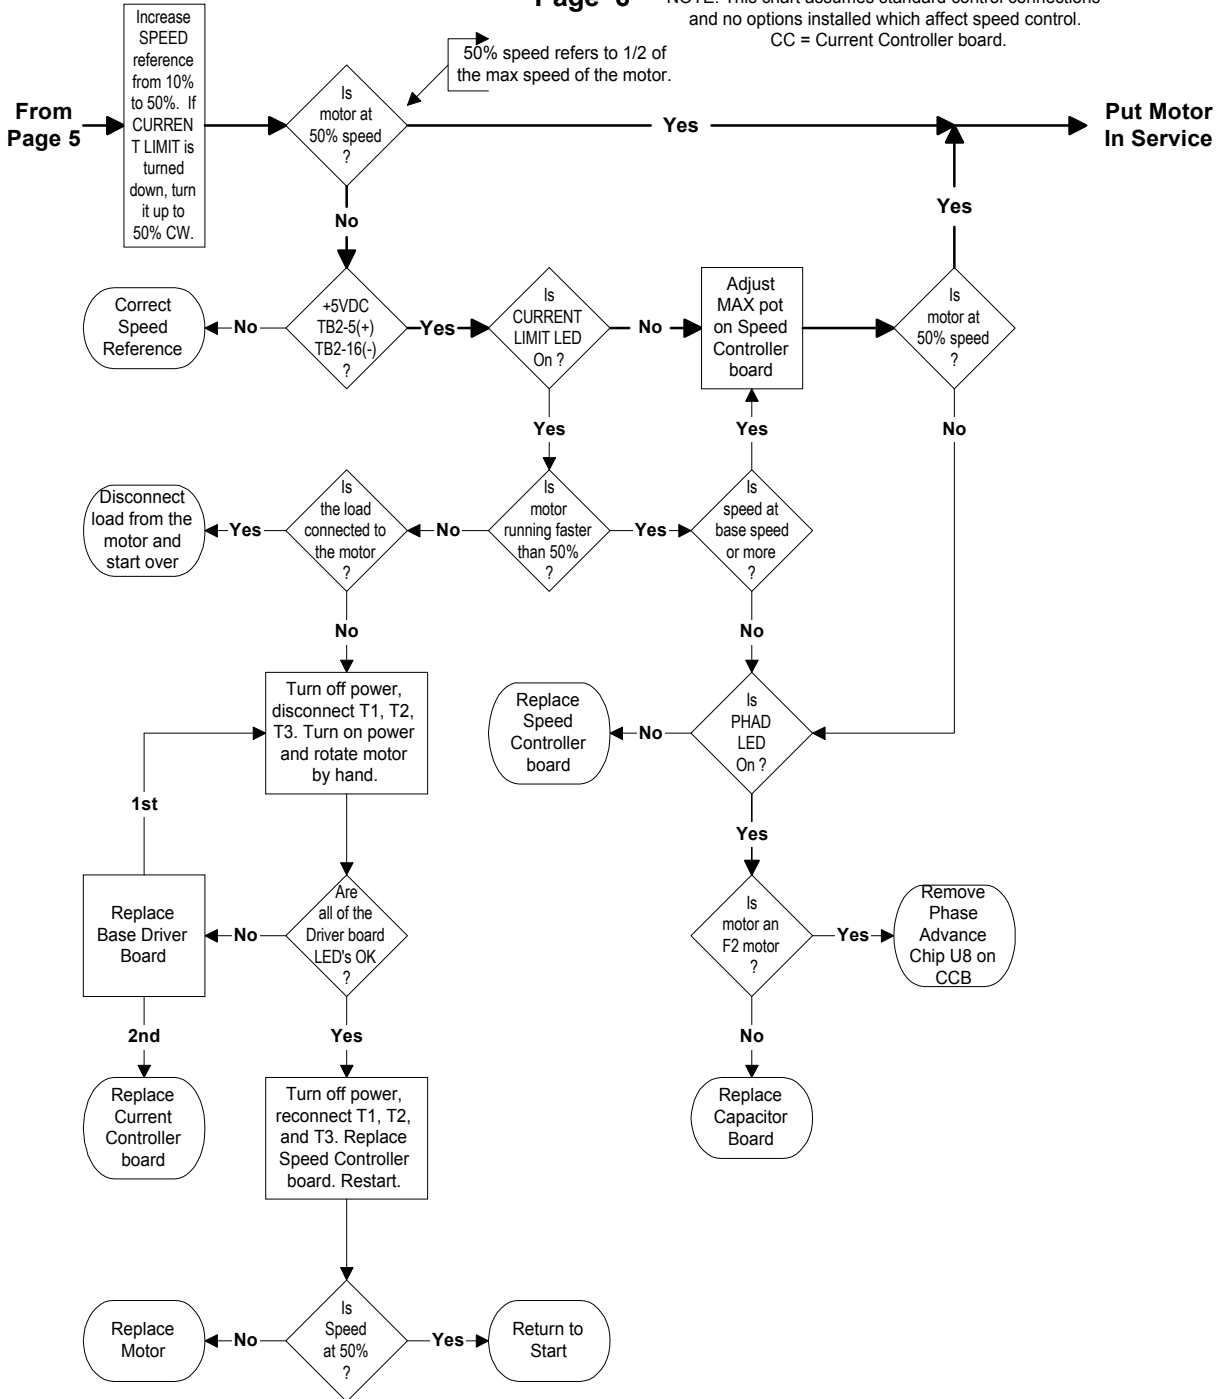 Page 6
NOTE: This chart assumes standard control connections
and no options installed which affect speed control.
CC = Current Controller board.
Increase
SPEED
reference
from 10%
to 50%. If
CURREN
T LIMIT is
turned
down, turn
it up to
50% CW.
50% speed refers to 1/2 of
the max speed of the motor.
From
Page 5
Is
motor at
50% speed
?
Yes
Put Motor
In Service
No
Yes
Correct
Speed
Reference
No
+5VDC
TB2-5(+)
TB2-16(-)
?
Yes
Is
CURRENT
LIMIT LED
On ?
No
Adjust
MAX pot
on Speed
Controller
board
Is
motor at
50% speed
?
Yes
Yes
No
Disconnect
load from the
motor and
start over
Yes
Is
the load
connected to
the motor
?
No
Is
motor
running faster
than 50%
?
Yes
Is
speed at
base speed
or more
?
No
No
Turn off power,
disconnect T1, T2,
T3. Turn on power
and rotate motor
by hand.
Replace
Speed
Controller
board
No
Is
PHAD
LED
On ?
1st
Yes
Replace
Base Driver
Board
No
Are
all of the
Driver board
LED's OK
?
Is
motor an
F2 motor
?
Yes
Remove
Phase
Advance
Chip U8 on
CCB
2nd
Yes
No
Replace
Current
Controller
board
Turn off power,
reconnect T1, T2,
and T3. Replace
Speed Controller
board. Restart.
Replace
Capacitor
Board
Replace
Motor
No
Is
Speed
at 50%
?
Yes
Return to
Start